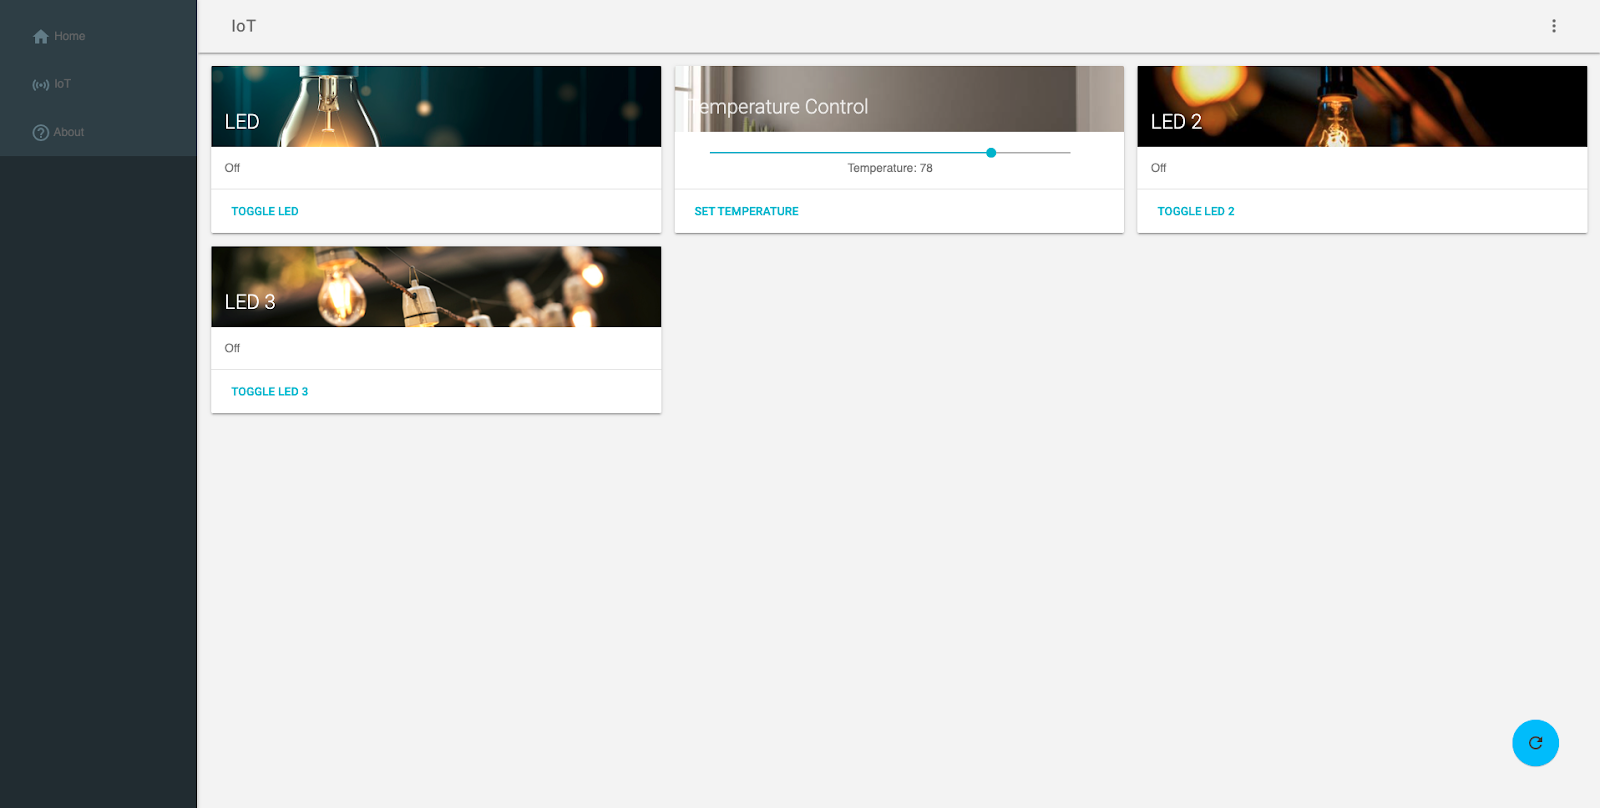 Home
IoT
About
IoT
LED
Off
TOGGLE LED
Temperature Control
Temperature: 78
SET TEMPERATURE
LED 2
Off
TOGGLE LED 2
LED 3
Off
TOGGLE LED 3